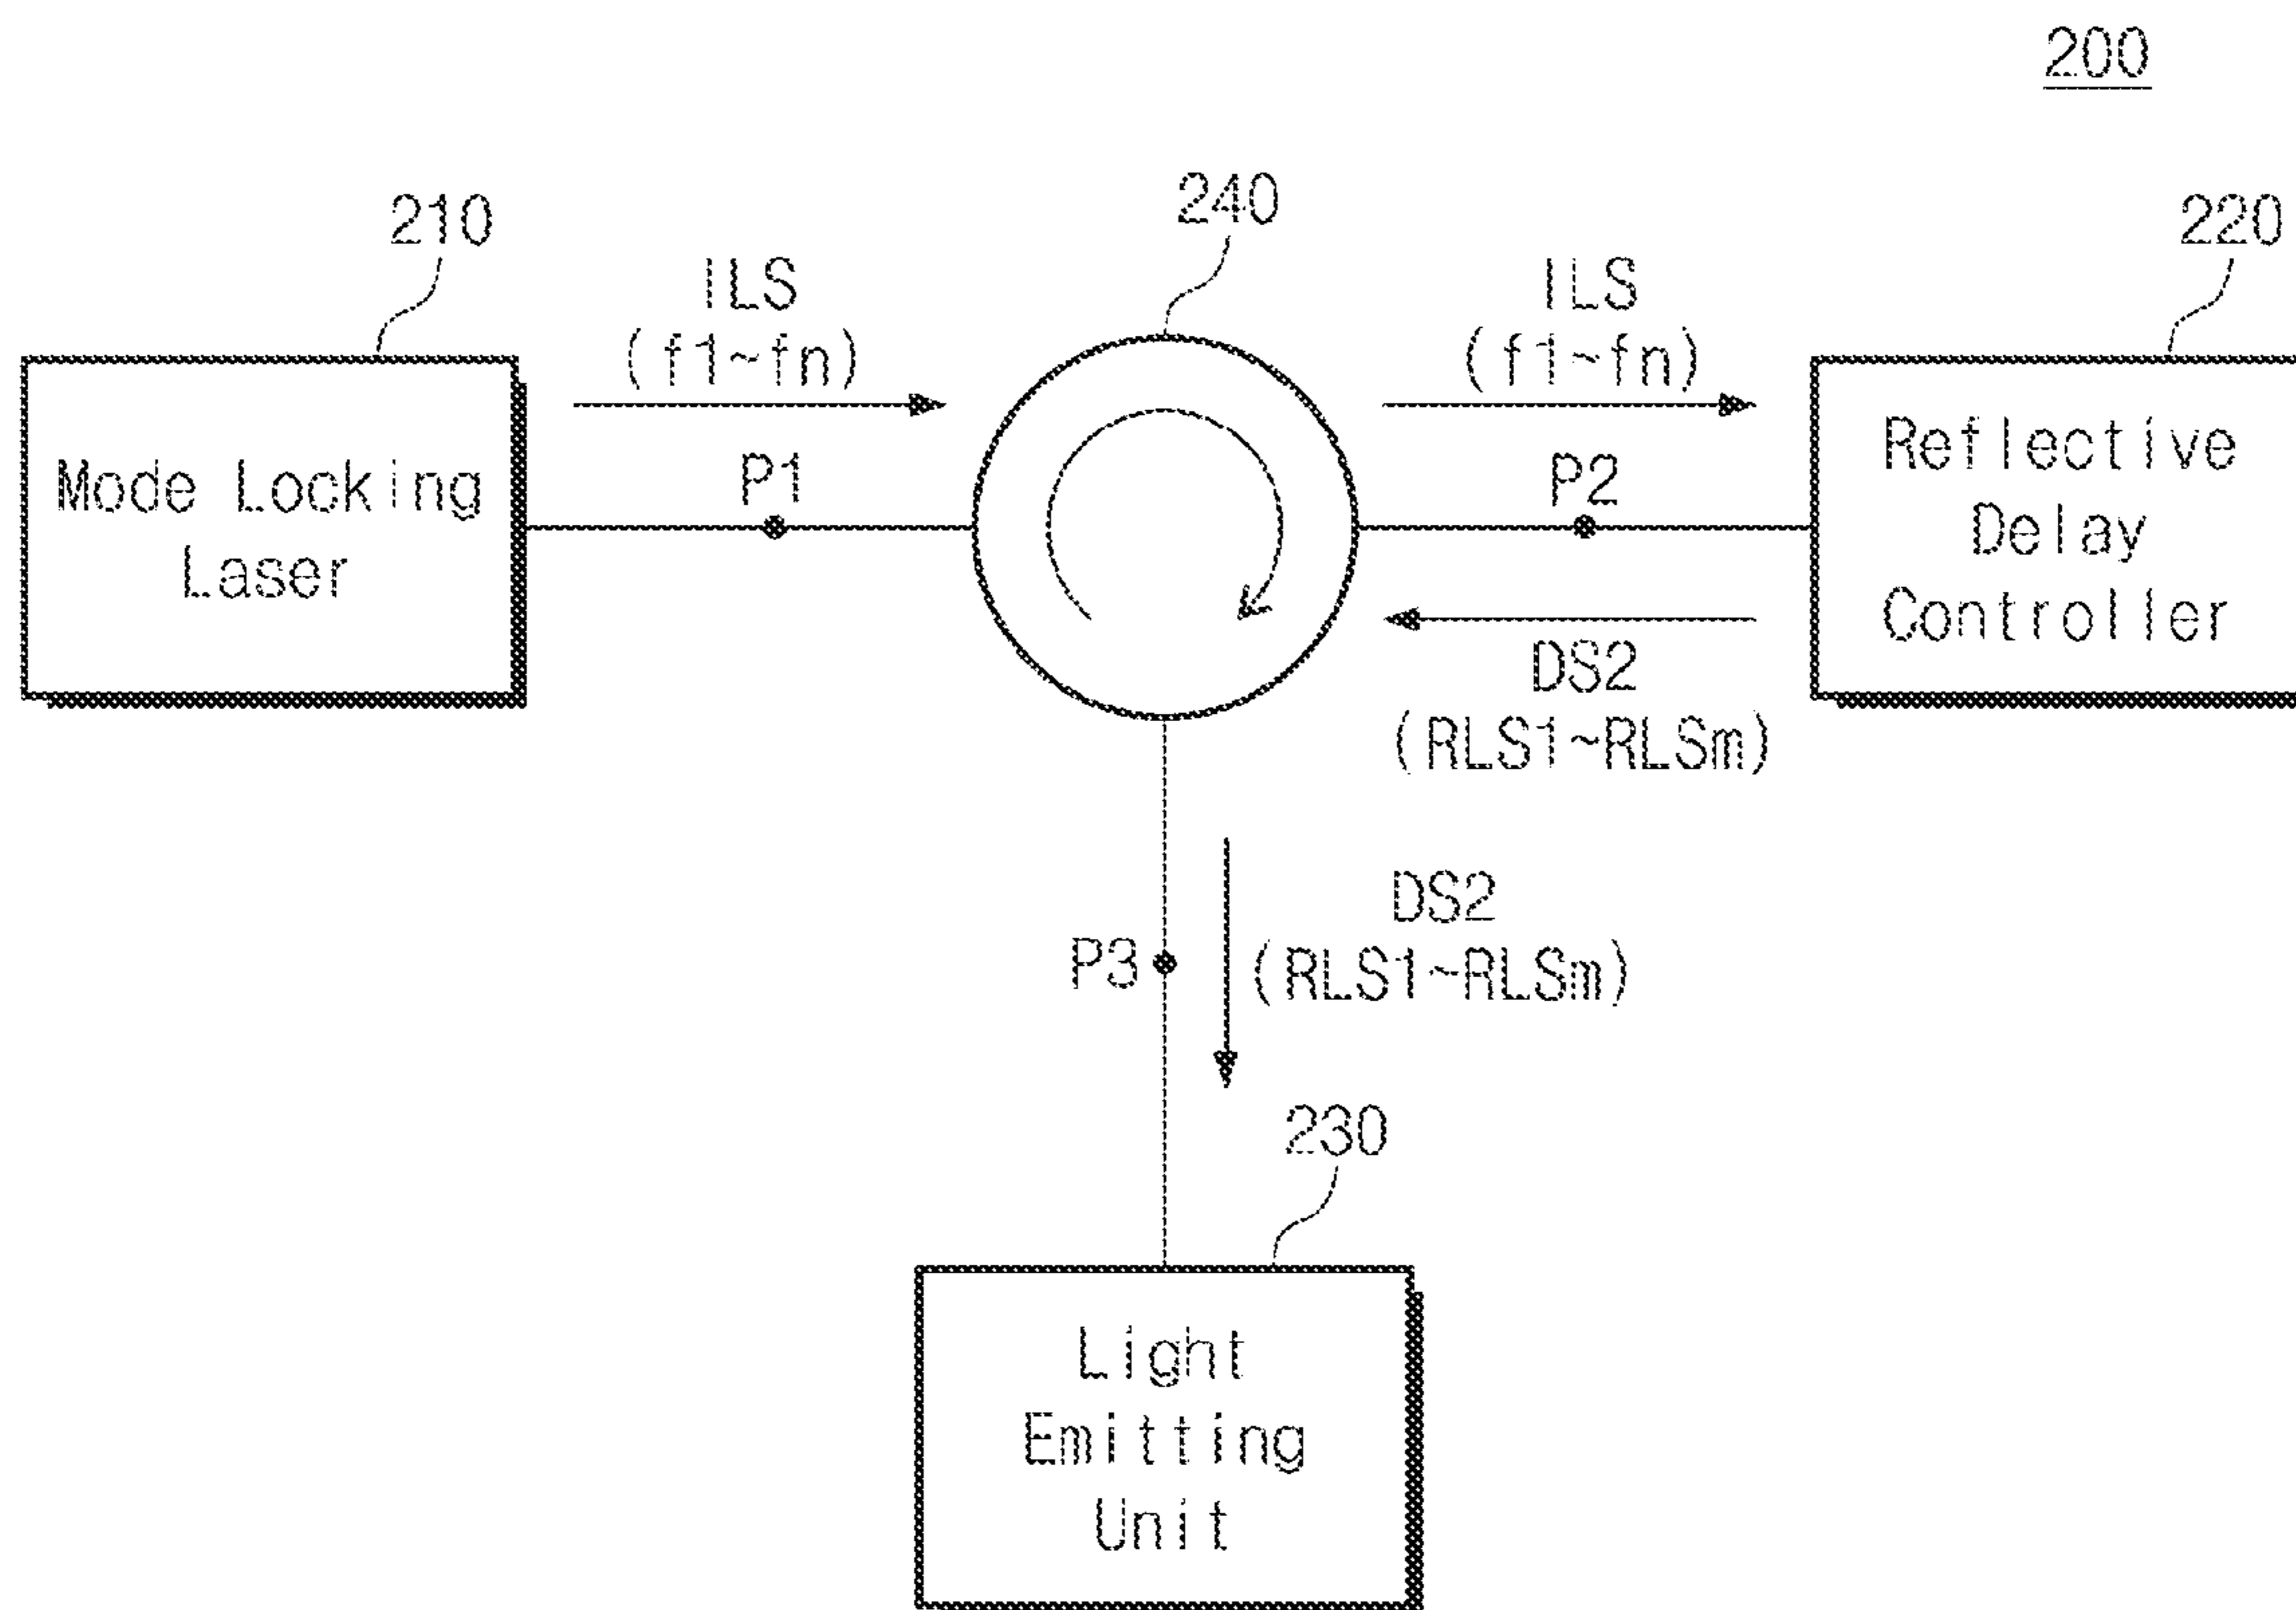 200
210
240
220
ILS
(f1~fn)
ILS
(f1~fn)
Mode Locking
Laser
P1
P2
Reflective
Delay
Controller
DS2
(RLS1~RLSm)
P3
DS2
(RLS1~RLSm)
230
Light
Emitting
Unit